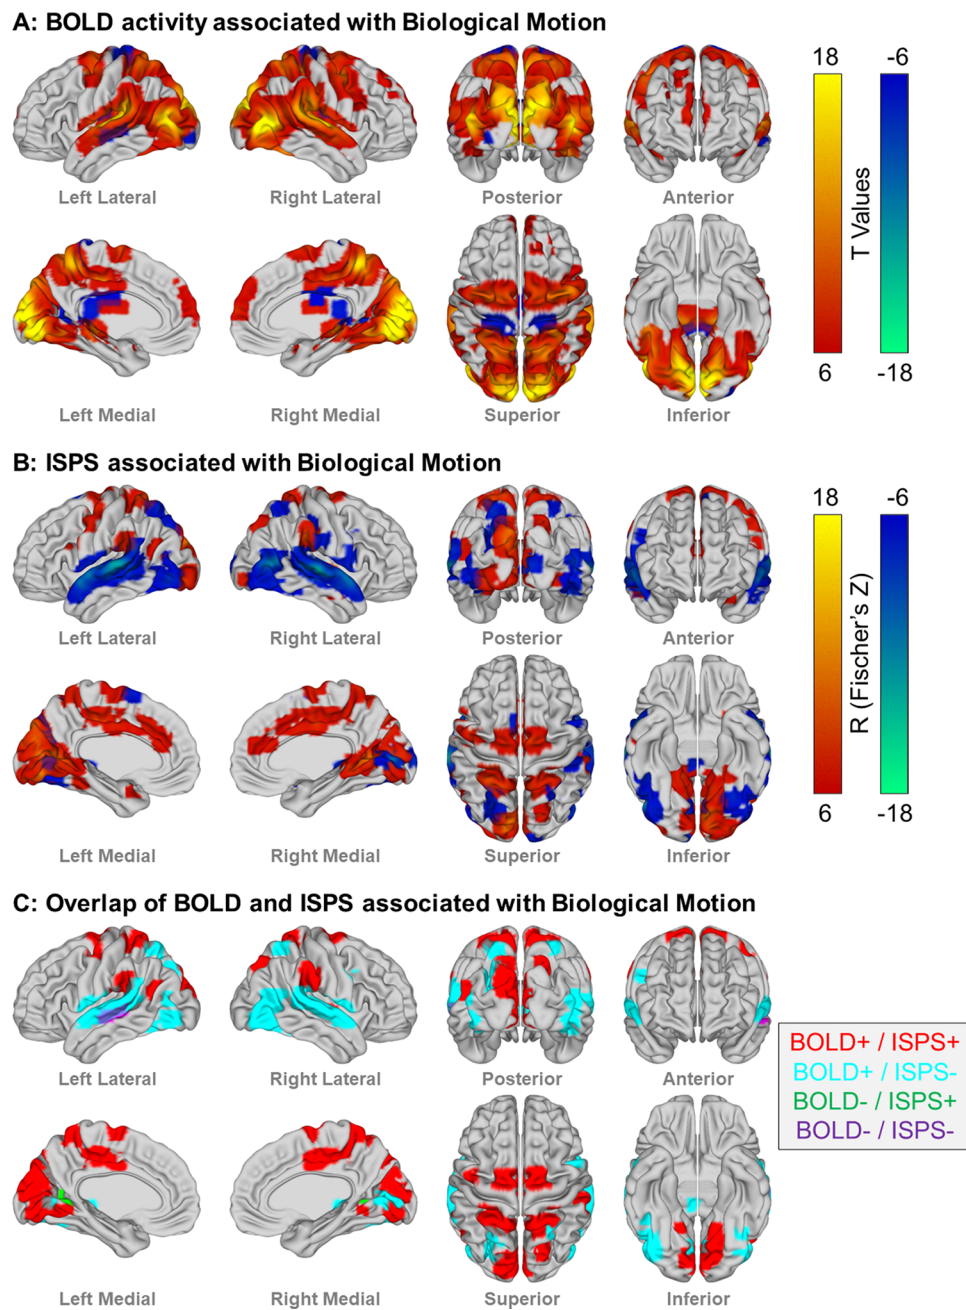 A: BOLD activity associated with Biological Motion
Left Lateral
Right Lateral
Posterior
Anterior
Left Medial
Right Medial
Superior
Inferior
18
-6
T Values
6
-18
B: ISPS associated with Biological Motion
Left Lateral
Right Lateral
Posterior
Anterior
Left Medial
Right Medial
Superior
Inferior
18
-6
R (Fischer's Z)
6
-18
C: Overlap of BOLD and ISPS associated with Biological Motion
Left Lateral
Right Lateral
Posterior
Anterior
Left Medial
Right Medial
Superior
Inferior
BOLD+ / ISPS+
BOLD+ / ISPS-
BOLD- / ISPS+
BOLD- / ISPS-